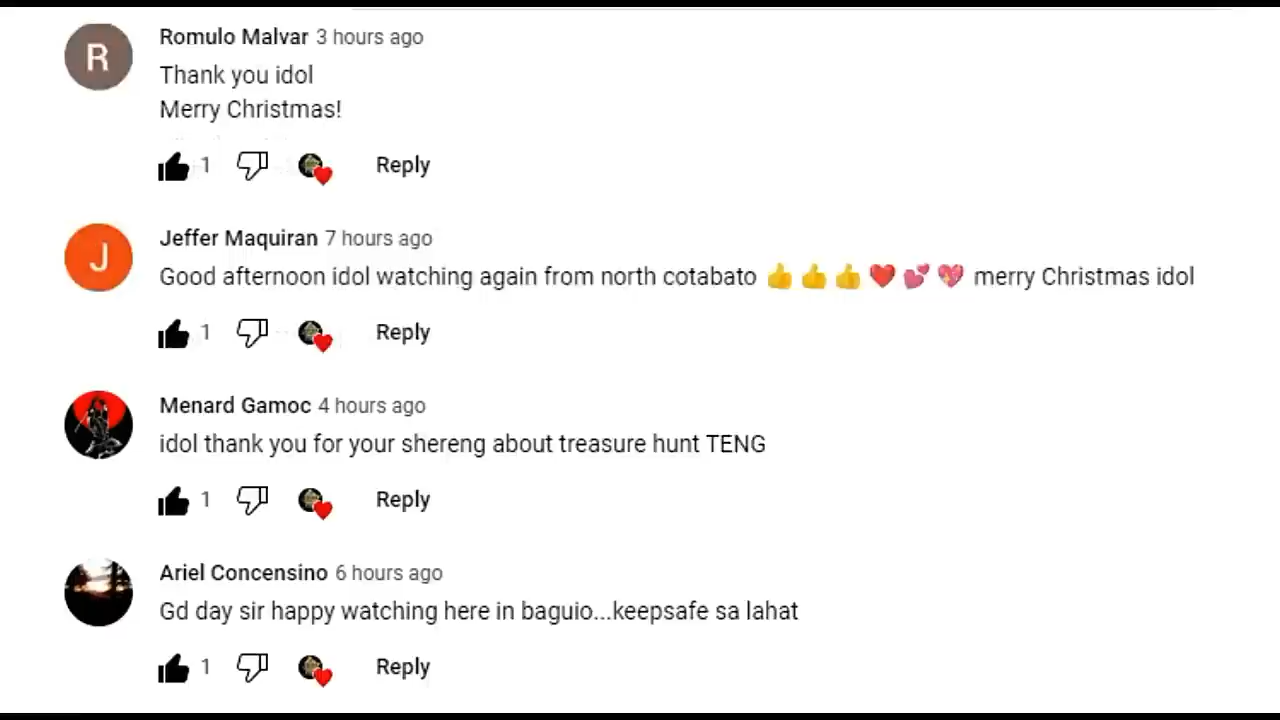 R
Romulo Malvar 3 hours ago
Thank you idol
Merry Christmas!
1 Reply
J
Jeffer Maquiran 7 hours ago
Good afternoon idol watching again from north cotabato 👍👍👍❤️💕💖 merry Christmas idol
1 Reply
Menard Gamoc 4 hours ago
idol thank you for your shereng about treasure hunt TENG
1 Reply
Ariel Concensino 6 hours ago
Gd day sir happy watching here in baguio...keepsafe sa lahat
1 Reply